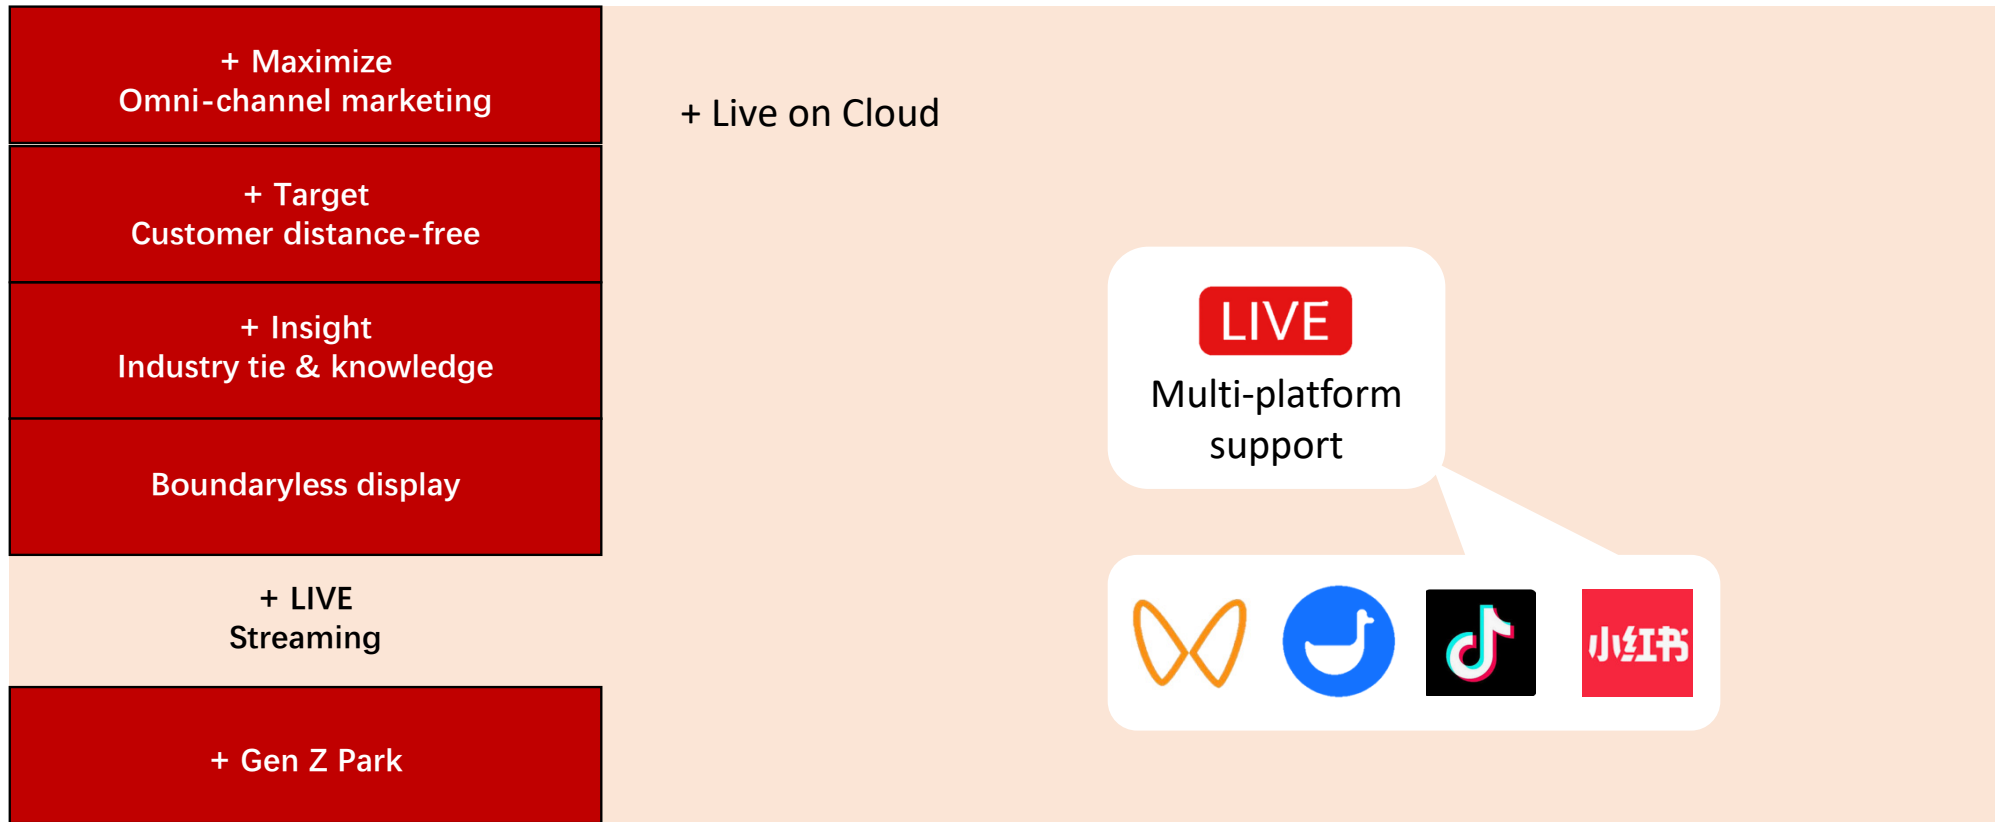 + Maximize
Omni-channel marketing
+ Target
Customer distance-free
+ Insight
Industry tie & knowledge
Boundaryless display
+ LIVE
Streaming
+ Gen Z Park
+ Live on Cloud
LIVE
Multi-platform
support
小红书